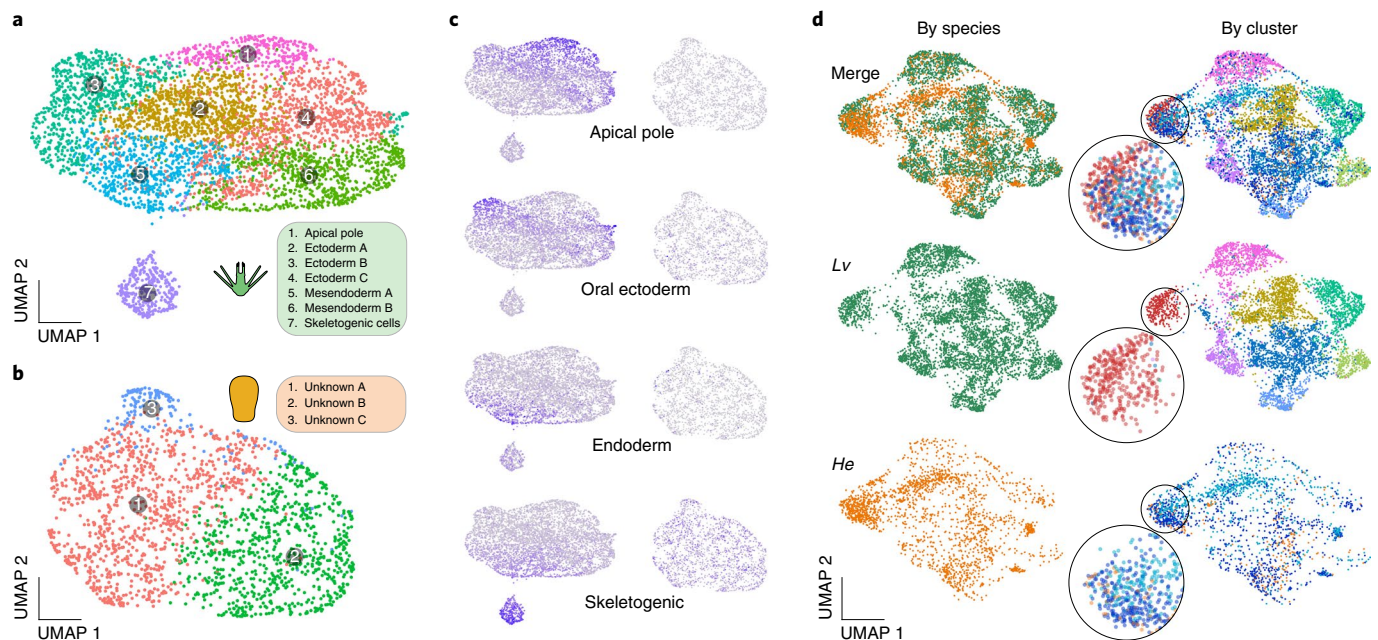 a
1
2
3
4
5
6
7
1. Apical pole
2. Ectoderm A
3. Ectoderm B
4. Ectoderm C
5. Mesendoderm A
6. Mesendoderm B
7. Skeletogenic cells
UMAP 2
UMAP 1
b
3
1
2
1. Unknown A
2. Unknown B
3. Unknown C
UMAP 2
UMAP 1
c
Apical pole
Oral ectoderm
Endoderm
Skeletogenic
d
By species
By cluster
Merge
Lv
He
UMAP 2
UMAP 1